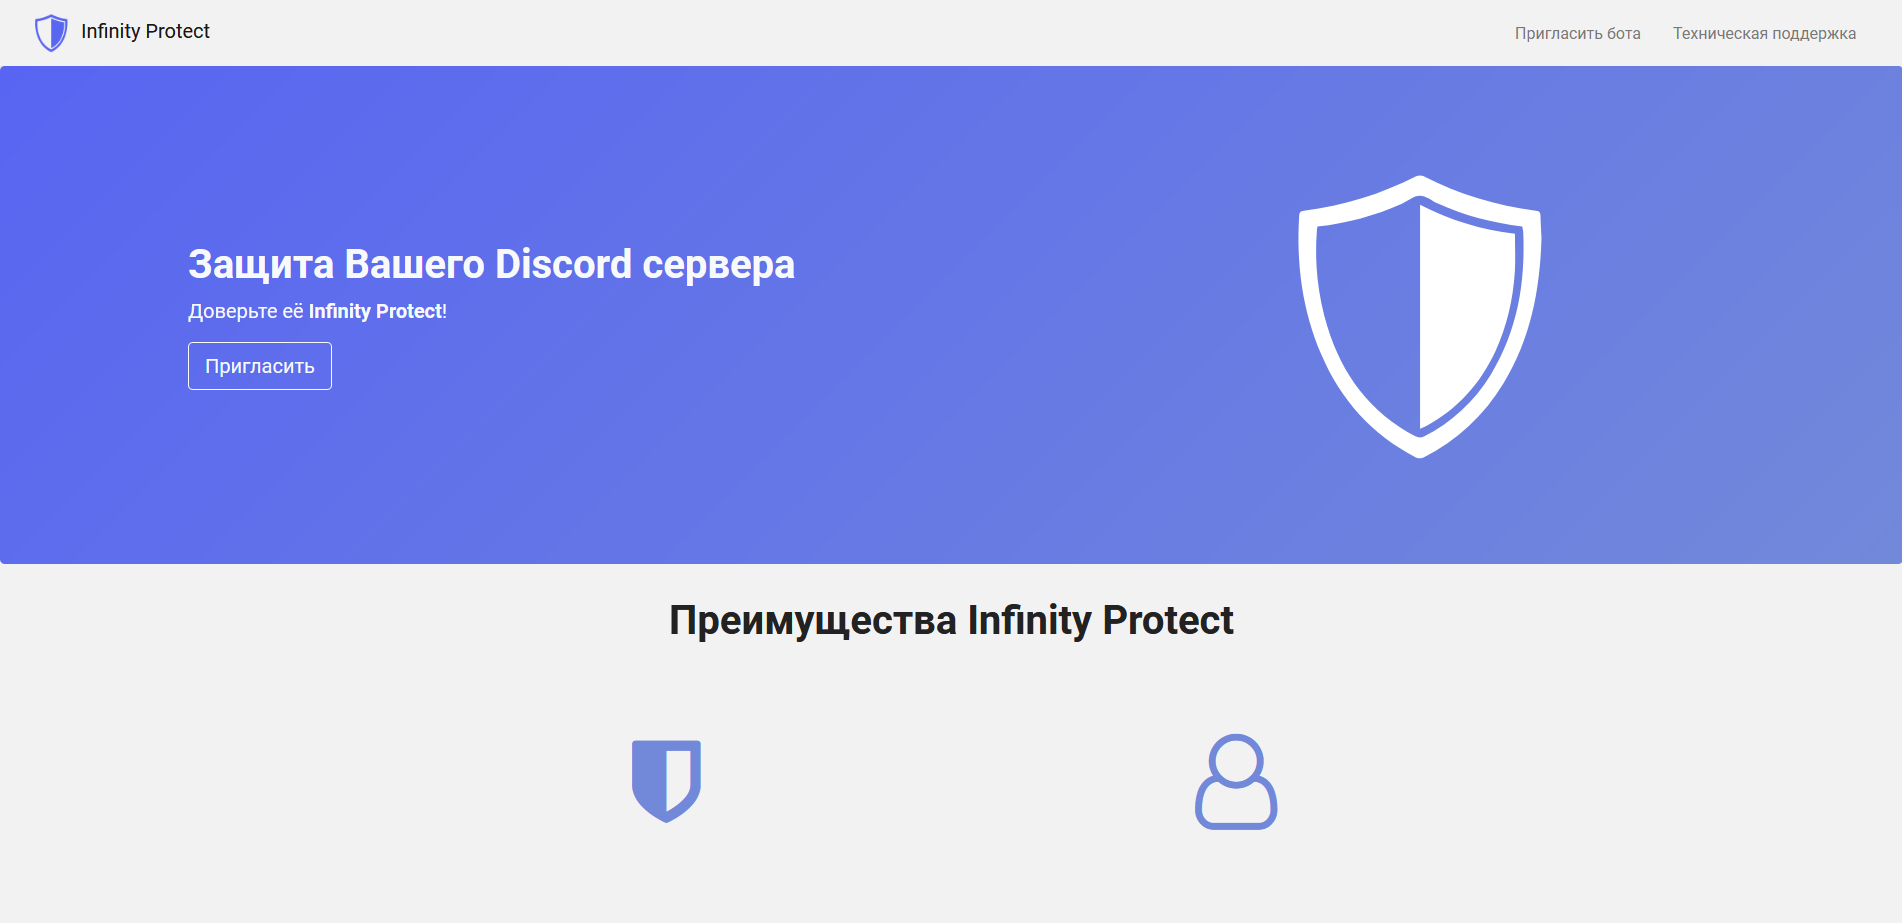 Infinity Protect
Пригласить бота
Техническая поддержка
Защита Вашего Discord сервера
Доверьте её Infinity Protect!
Пригласить
Преимущества Infinity Protect